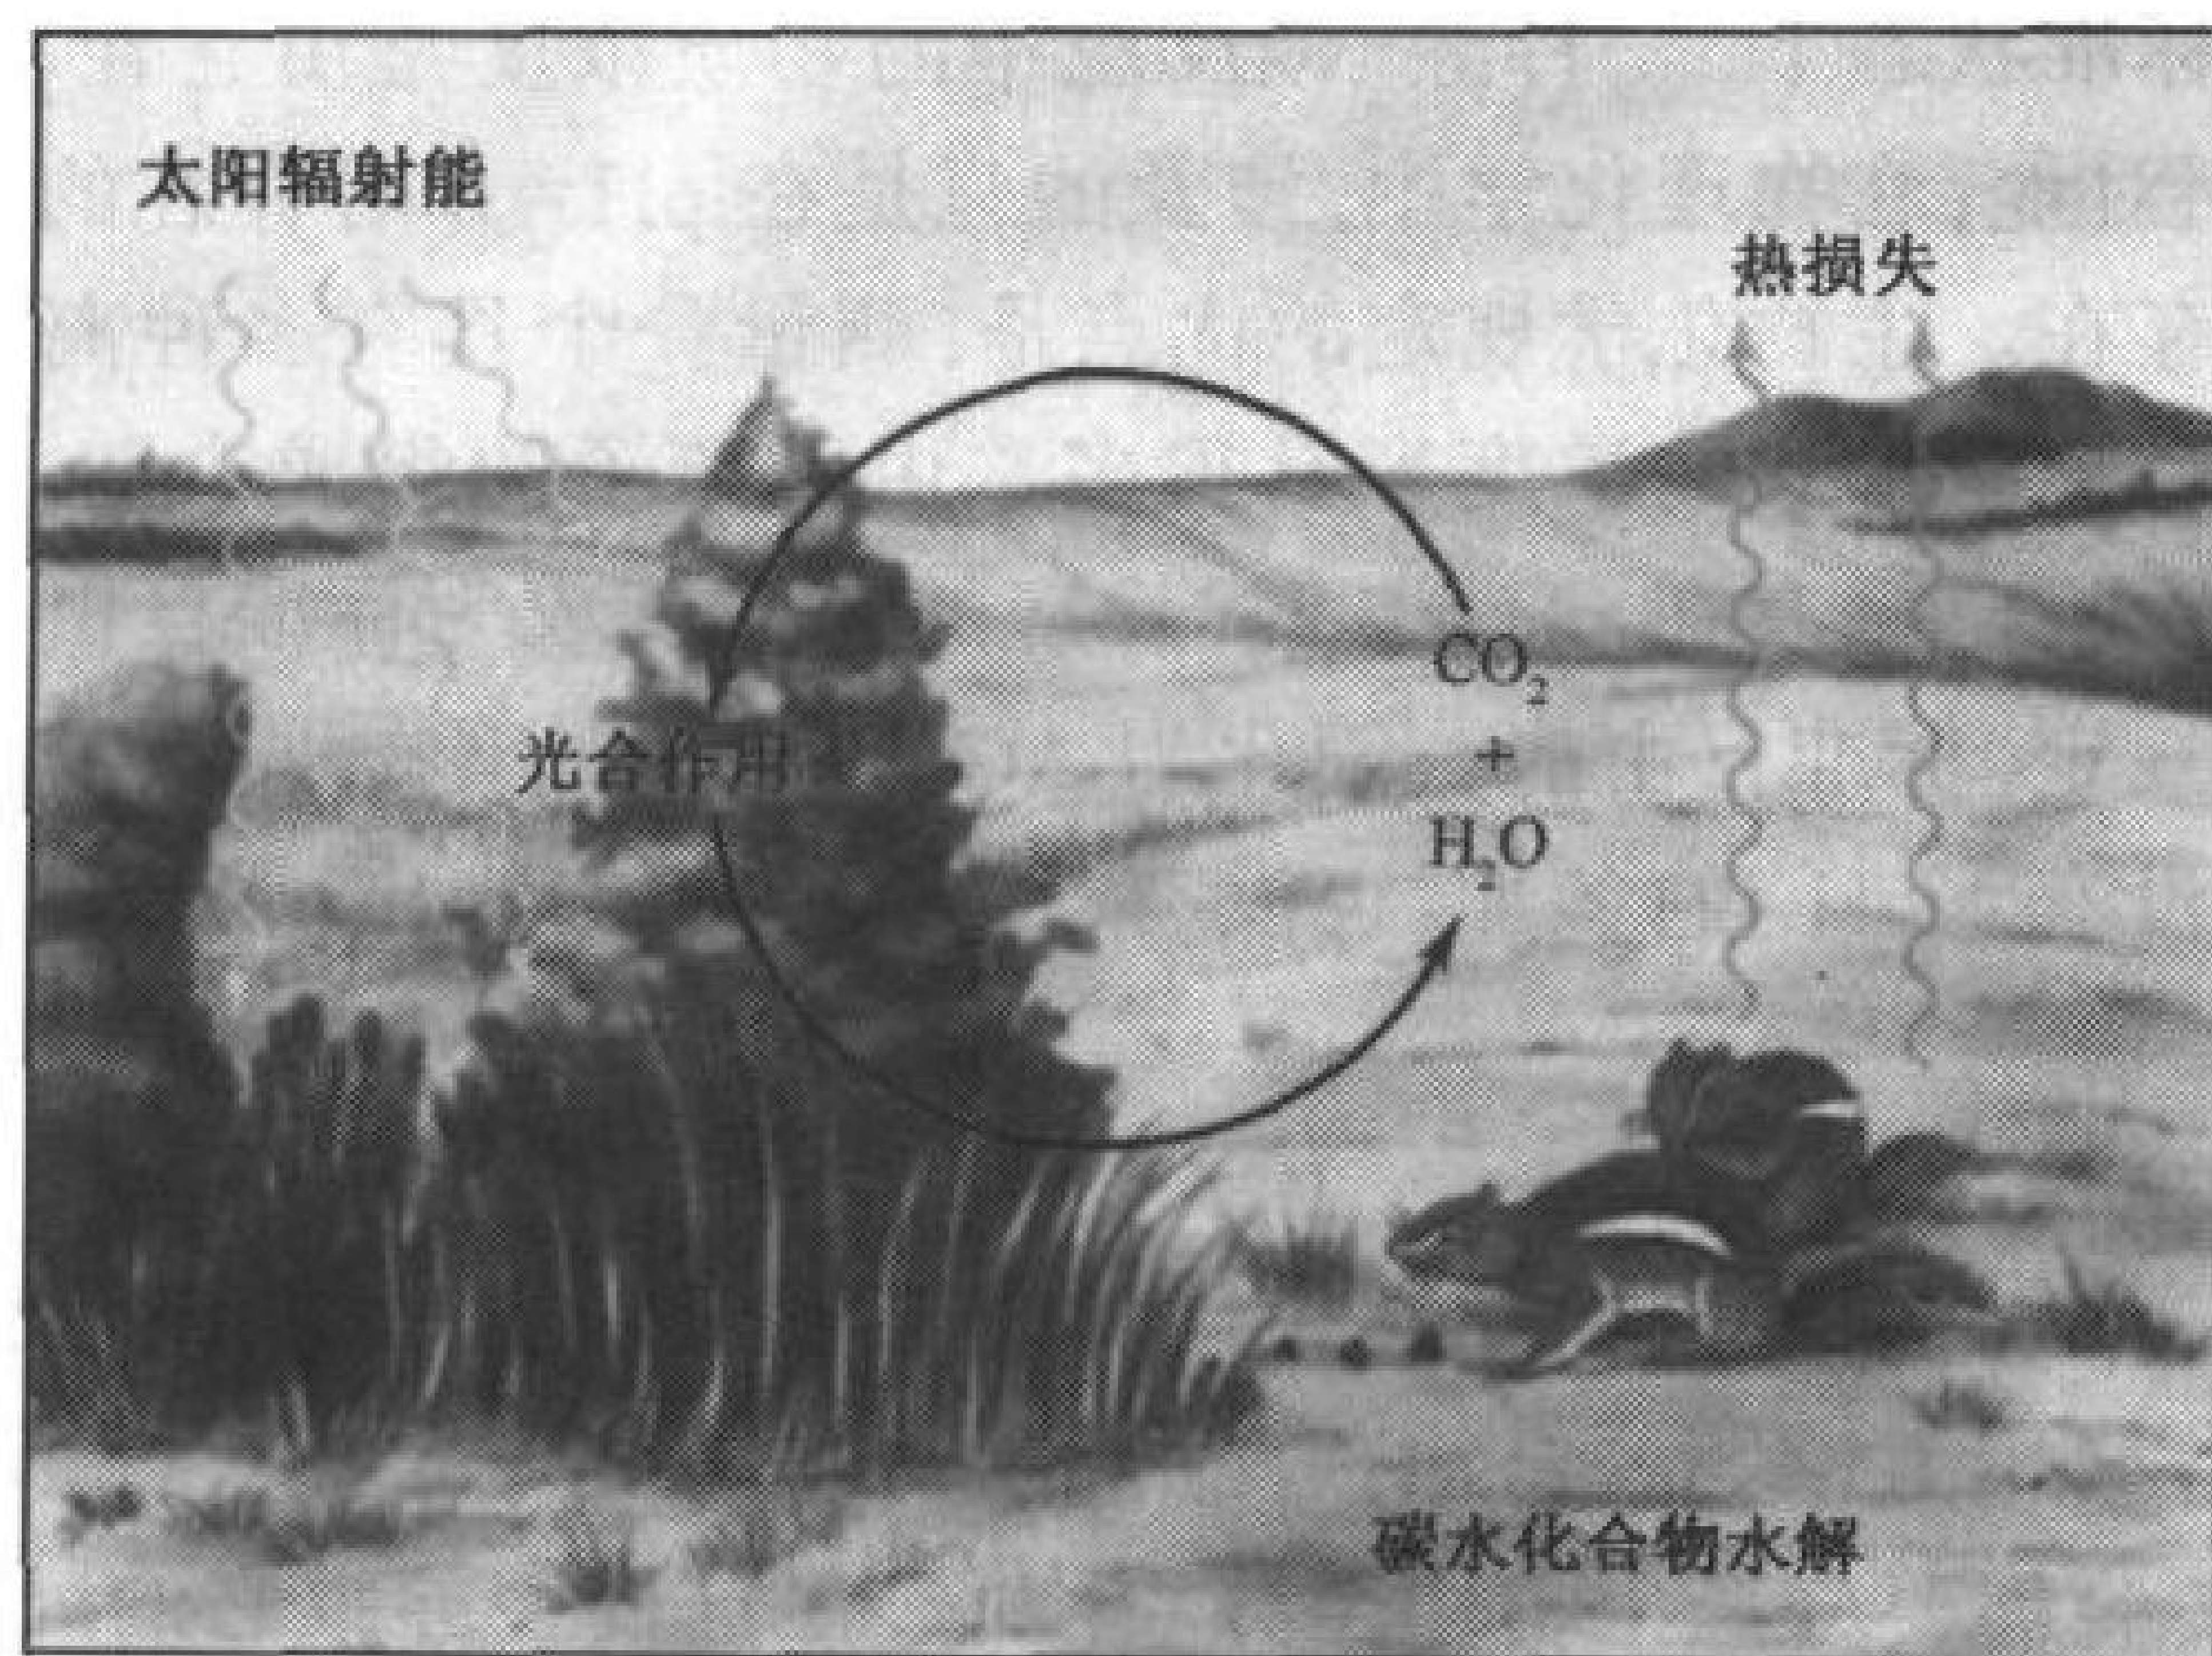 太阳辐射能
热损失
光合作用
CO₂
+
H₂O
碳水化合物水解